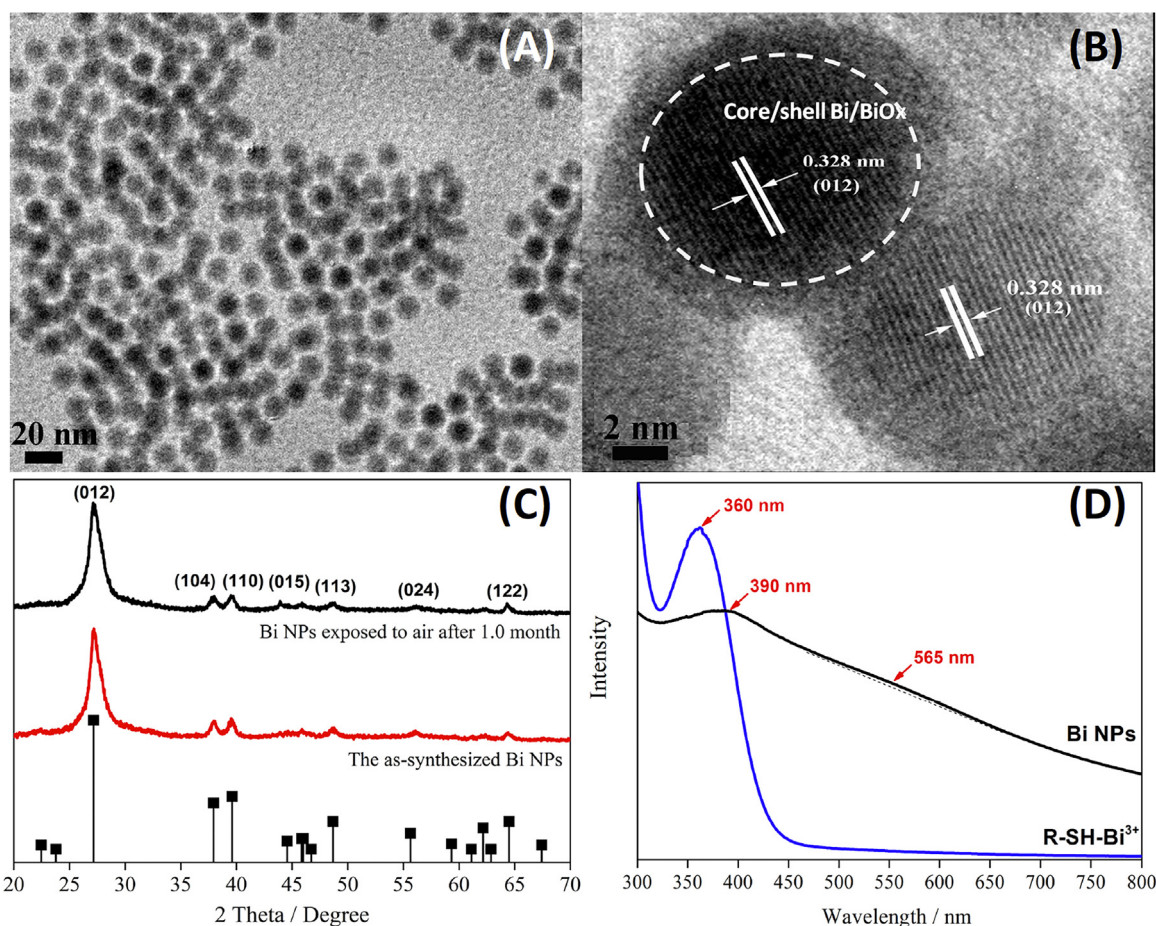 (A)
20 nm
(B)
Core/shell Bi/BiOx
0.328 nm
(012)
0.328 nm
(012)
2 nm
(C)
(012)
(104)
(110)
(015)
(113)
(024)
(122)
Bi NPs exposed to air after 1.0 month
The as-synthesized Bi NPs
20 25 30 35 40 45 50 55 60 65 70
2 Theta / Degree
(D)
360 nm
390 nm
565 nm
Intensity
Bi NPs
R-SH-Bi³⁺
300 350 400 450 500 550 600 650 700 750 800
Wavelength / nm